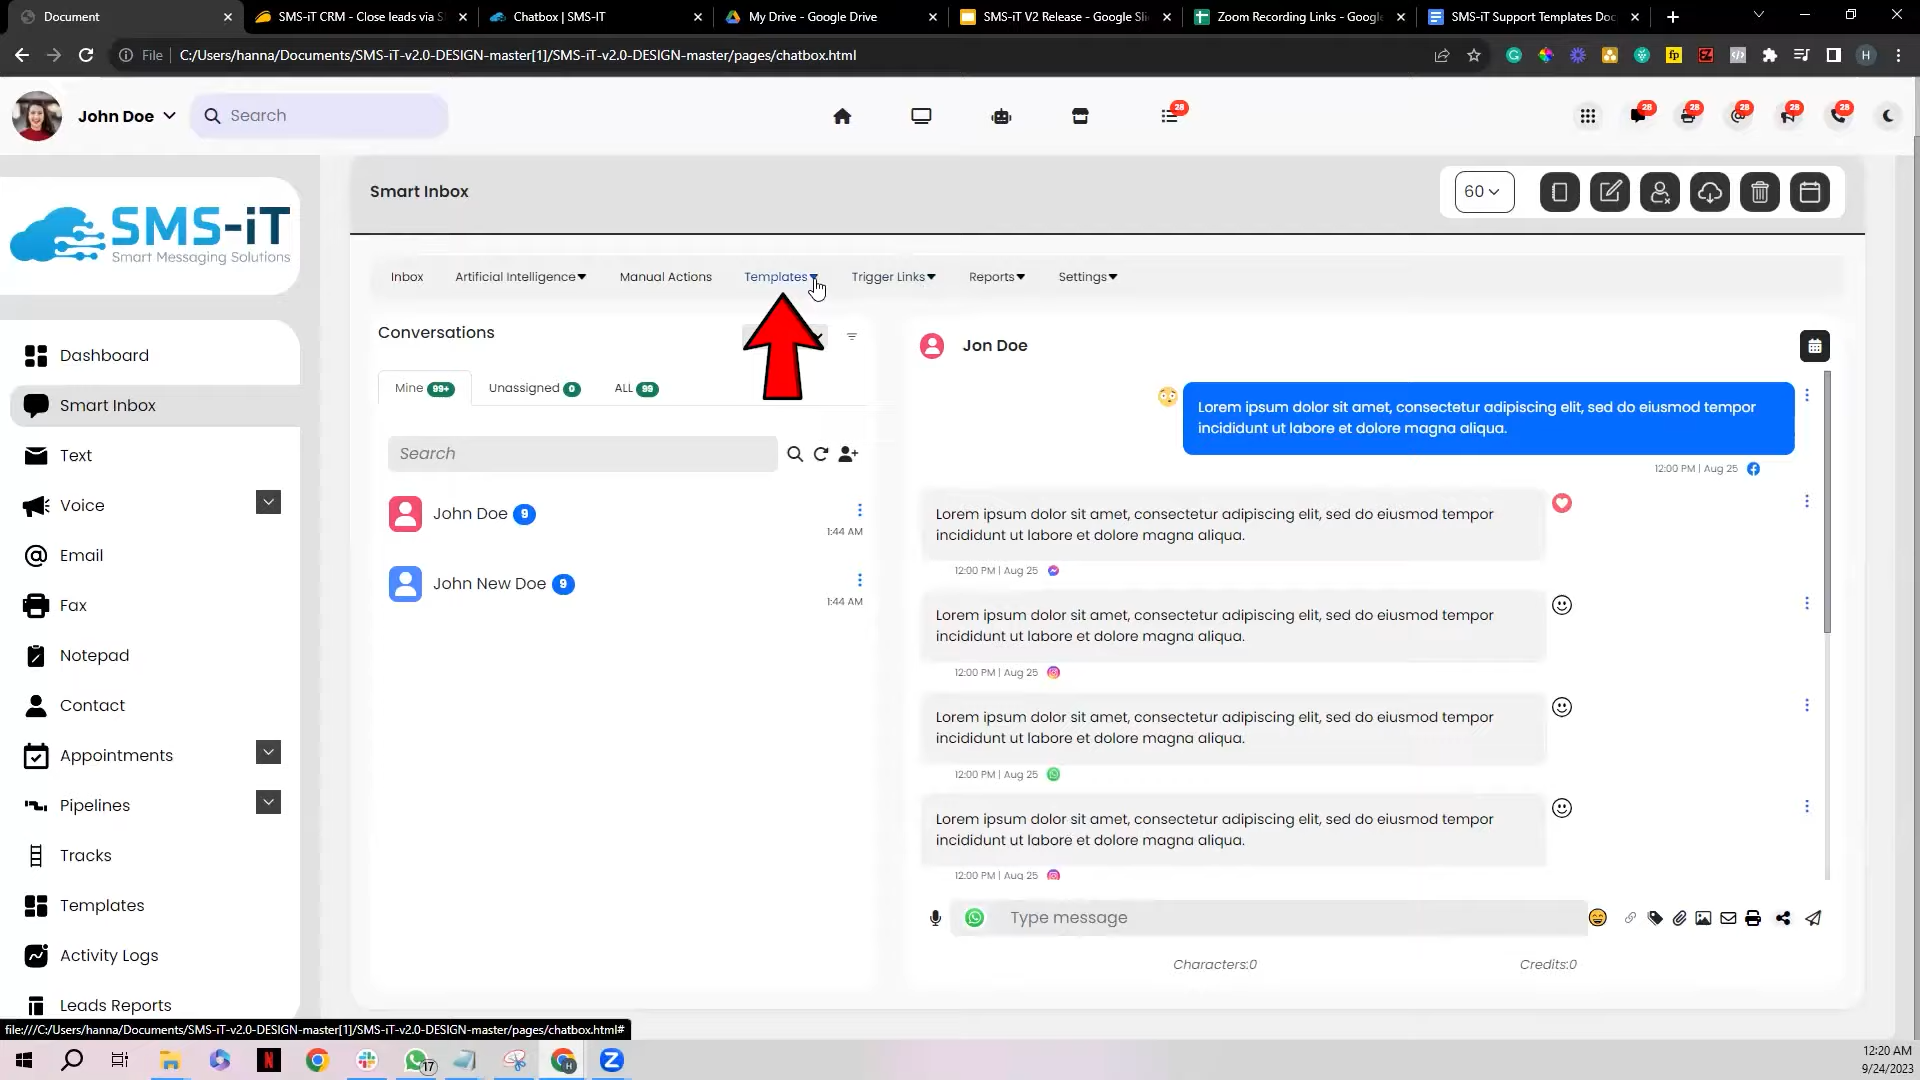 Document
SMS-iT CRM - Close leads via S
Chatbox | SMS-IT
My Drive - Google Drive
SMS-iT V2 Release - Google Sli
Zoom Recording Links - Google
SMS-iT Support Templates Doc
File
C:/Users/hanna/Documents/SMS-iT-v2.0-DESIGN-master[1]/SMS-iT-v2.0-DESIGN-master/pages/chatbox.html
fp
H
John Doe
Search
28
28
28
28
28
28
SMS-iT
Smart Messaging Solutions
Smart Inbox
60
Inbox
Artificial Intelligence
Manual Actions
Templates
Trigger Links
Reports
Settings
Dashboard
Smart Inbox
Text
Voice
Email
Fax
Notepad
Contact
Appointments
Pipelines
Tracks
Templates
Activity Logs
Leads Reports
Conversations
Mine 99+
Unassigned 0
ALL 99
Search
John Doe 9
1:44 AM
John New Doe 9
1:44 AM
Jon Doe
Lorem ipsum dolor sit amet, consectetur adipiscing elit, sed do eiusmod tempor
incididunt ut labore et dolore magna aliqua.
12:00 PM | Aug 25
Lorem ipsum dolor sit amet, consectetur adipiscing elit, sed do eiusmod tempor
incididunt ut labore et dolore magna aliqua.
12:00 PM | Aug 25
Lorem ipsum dolor sit amet, consectetur adipiscing elit, sed do eiusmod tempor
incididunt ut labore et dolore magna aliqua.
12:00 PM | Aug 25
Lorem ipsum dolor sit amet, consectetur adipiscing elit, sed do eiusmod tempor
incididunt ut labore et dolore magna aliqua.
12:00 PM | Aug 25
Lorem ipsum dolor sit amet, consectetur adipiscing elit, sed do eiusmod tempor
incididunt ut labore et dolore magna aliqua.
12:00 PM | Aug 25
Type message
Characters:0
Credits:0
file:///C:/Users/hanna/Documents/SMS-iT-v2.0-DESIGN-master[1]/SMS-iT-v2.0-DESIGN-master/pages/chatbox.html#
17
12:20 AM
9/24/2023